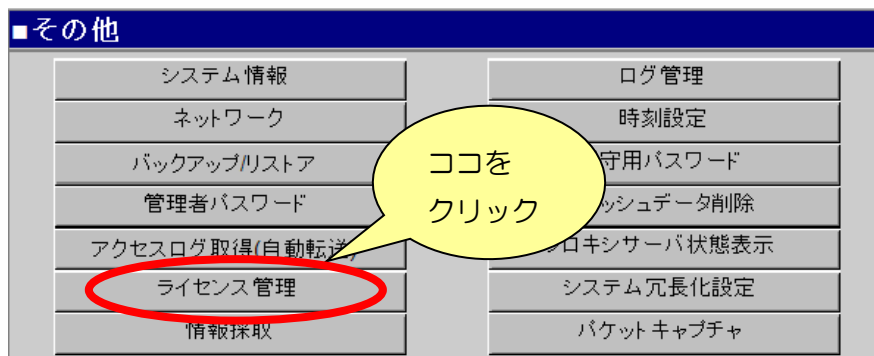 ■その他
システム情報
ログ管理
ネットワーク
時刻設定
バックアップ/リストア
守用パスワード
管理者パスワード
ッシュデータ削除
アクセスログ取得(自動転送)
ロキシサーバ状態表示
ライセンス管理
システム冗長化設定
情報採取
パケットキャプチャ
ココを
クリック